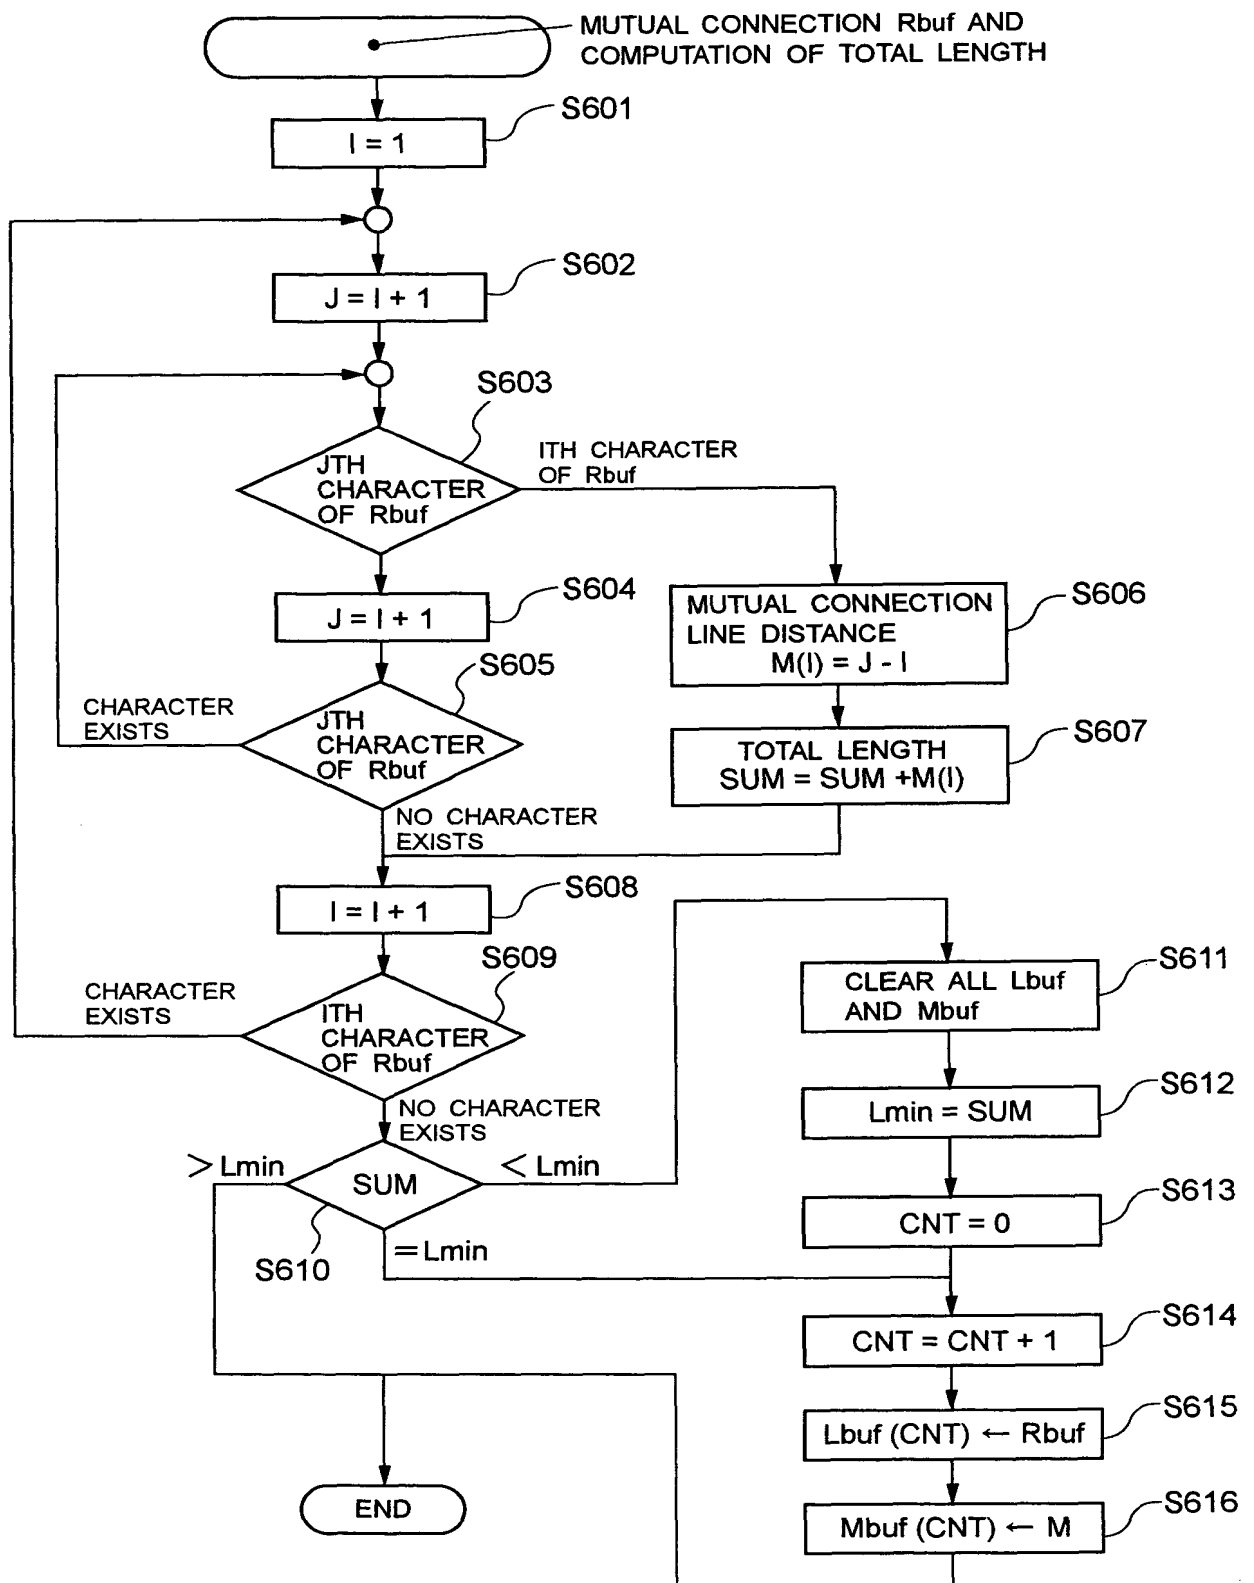 MUTUAL CONNECTION Rbuf AND
COMPUTATION OF TOTAL LENGTH
S601
I = 1
S602
J = I + 1
S603
JTH
CHARACTER
OF Rbuf
ITH CHARACTER
OF Rbuf
S604
J = I + 1
S606
MUTUAL CONNECTION
LINE DISTANCE
M(I) = J - I
S605
CHARACTER
EXISTS
JTH
CHARACTER
OF Rbuf
S607
TOTAL LENGTH
SUM = SUM +M(I)
NO CHARACTER
EXISTS
S608
I = I + 1
S609
CHARACTER
EXISTS
ITH
CHARACTER
OF Rbuf
NO CHARACTER
EXISTS
S611
CLEAR ALL Lbuf
AND Mbuf
S612
Lmin = SUM
> Lmin
SUM
< Lmin
= Lmin
S610
S613
CNT = 0
S614
CNT = CNT + 1
S615
Lbuf (CNT) ← Rbuf
S616
Mbuf (CNT) ← M
END